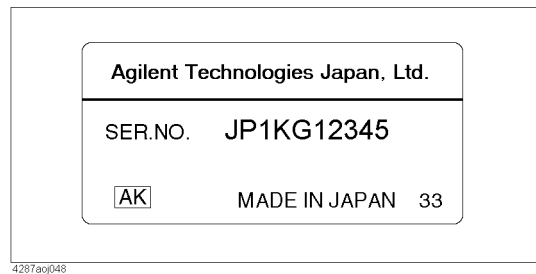 Agilent Technologies Japan, Ltd.
SER.NO. JP1KG12345
AK MADE IN JAPAN 33
4287aoj048